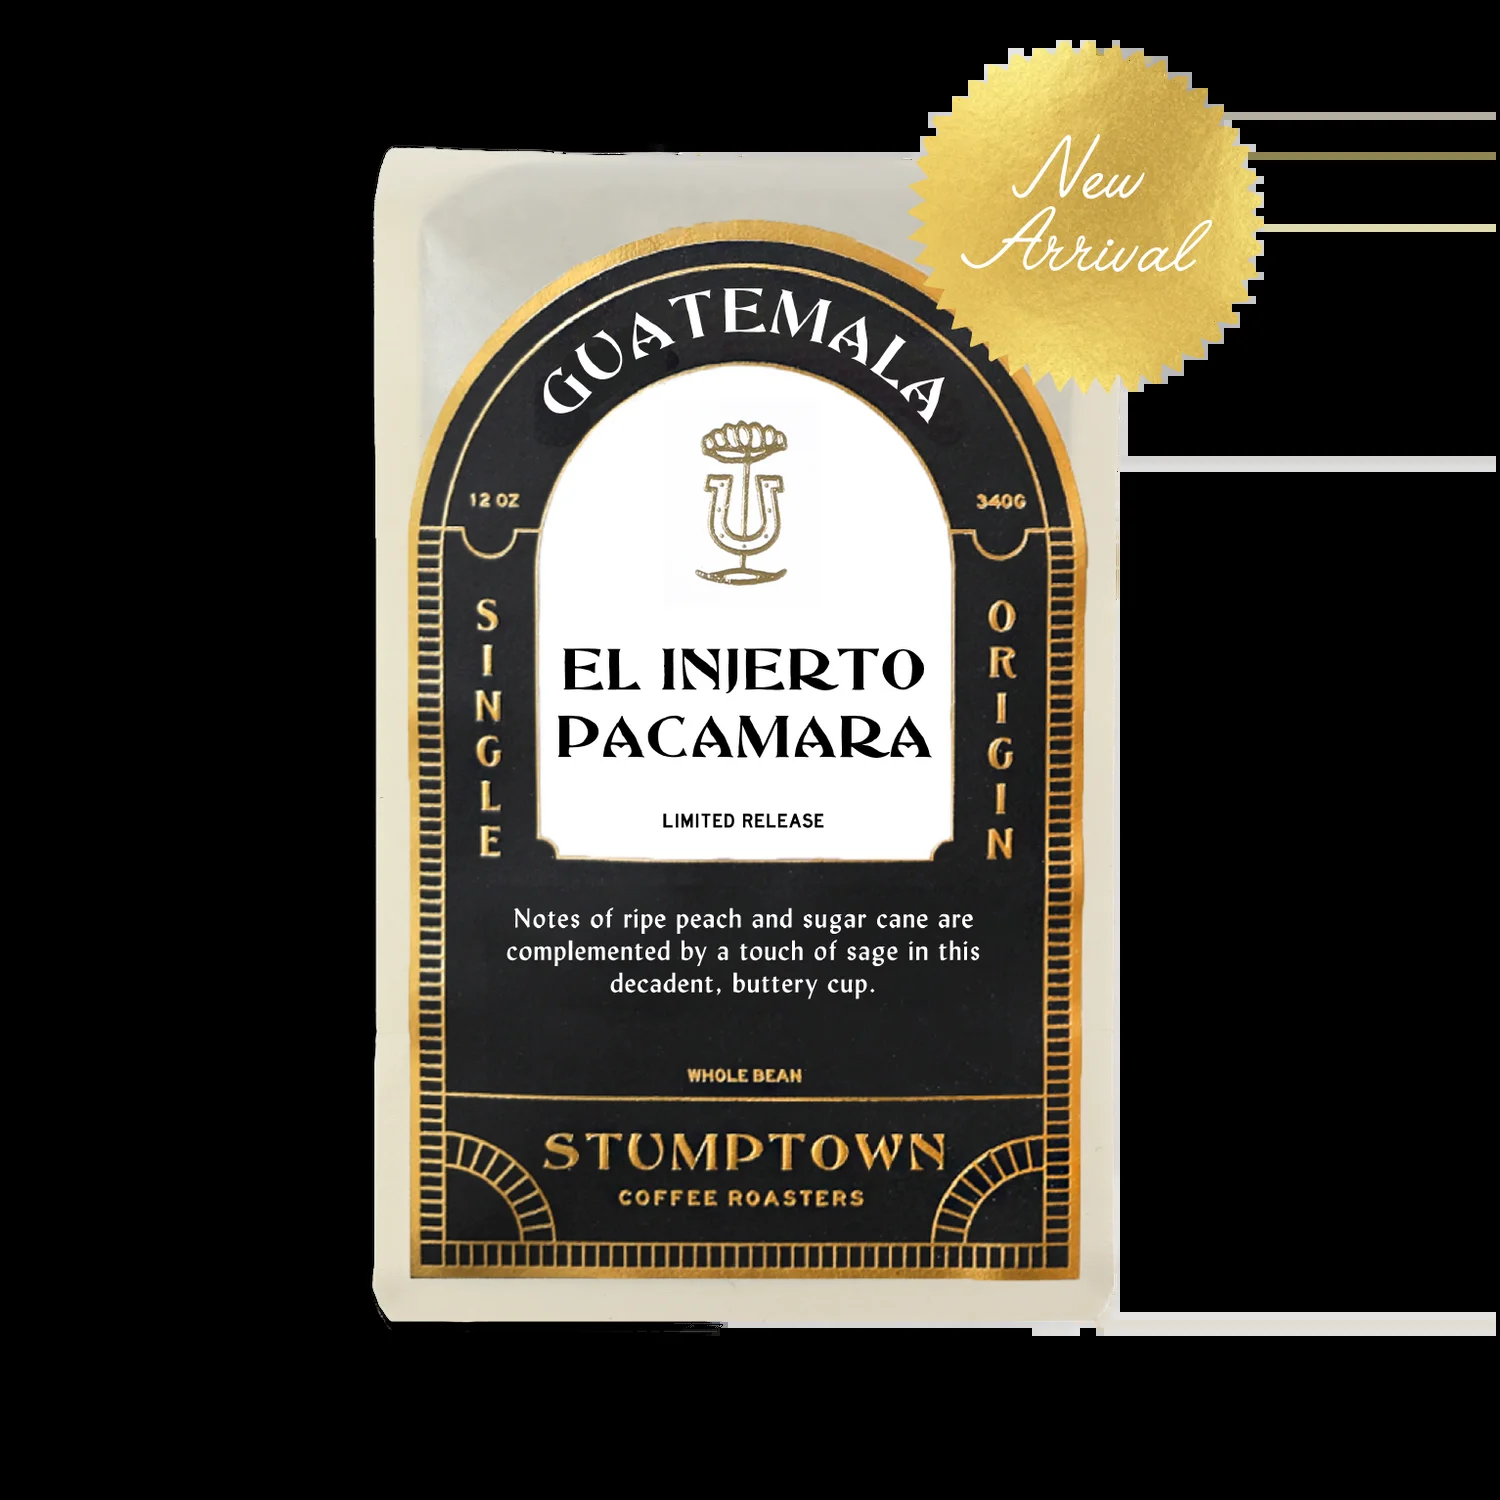 New
Arrival
GUATEMALA
12 OZ
340G
SINGLE
ORIGIN
EL INJERTO
PACAMARA
LIMITED RELEASE
Notes of ripe peach and sugar cane are
complemented by a touch of sage in this
decadent, buttery cup.
WHOLE BEAN
STUMPTOWN
COFFEE ROASTERS